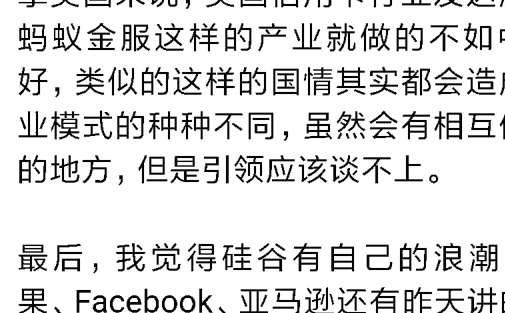 拿美国来说，美国信用卡行业发达
蚂蚁金服这样的产业就做的不如
好，类似的这样的国情其实都会造
业模式的种种不同，虽然会有相互
的地方，但是引领应该谈不上。
最后，我觉得硅谷有自己的浪潮
果、Facebook、亚马逊还有昨天讲